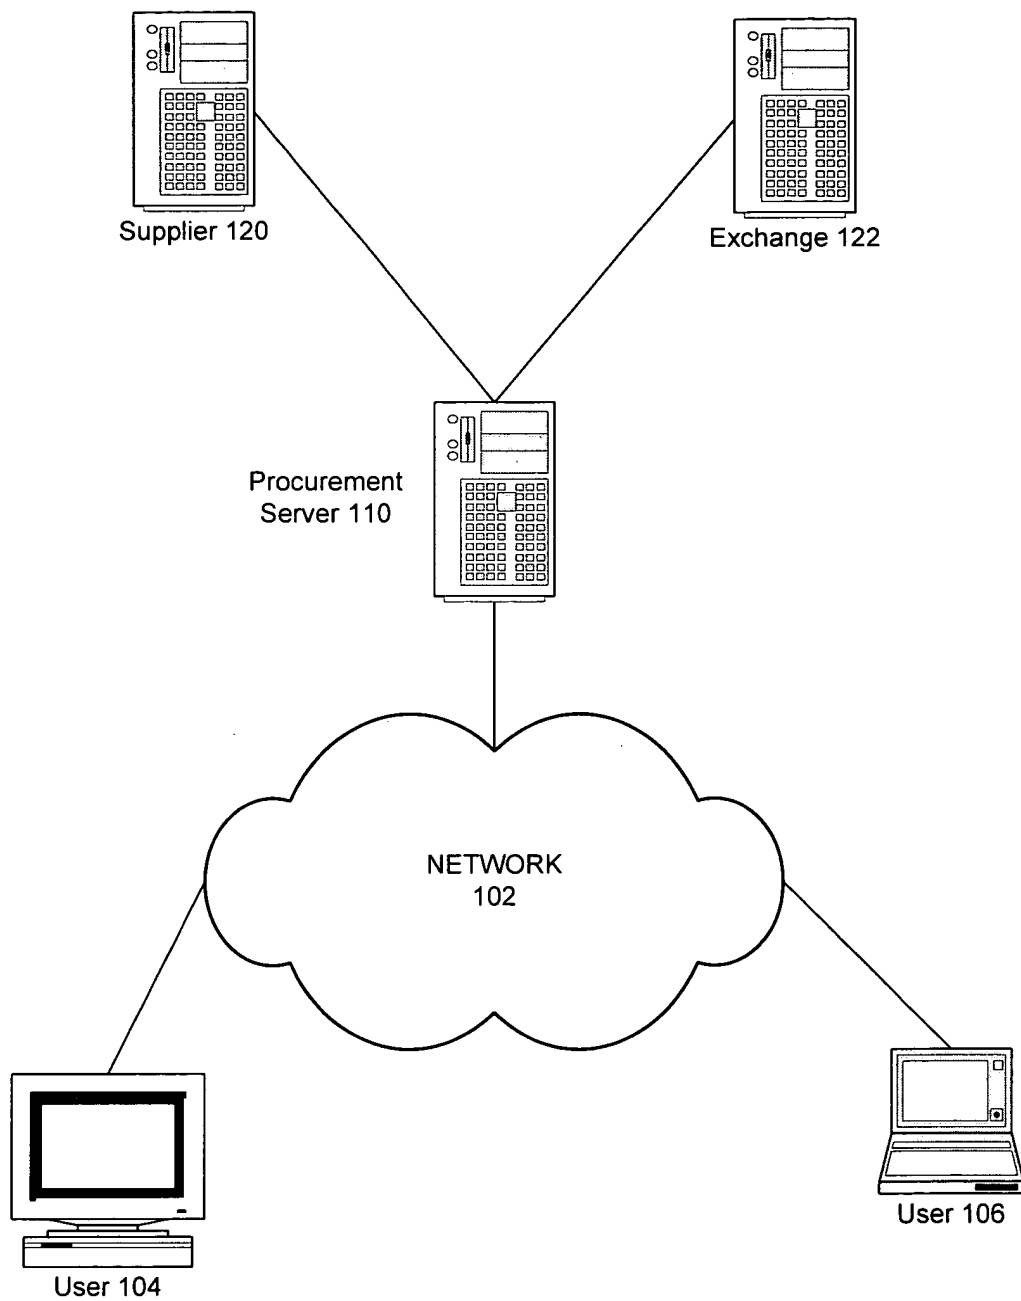 Supplier 120
Exchange 122
Procurement
Server 110
NETWORK
102
User 106
User 104